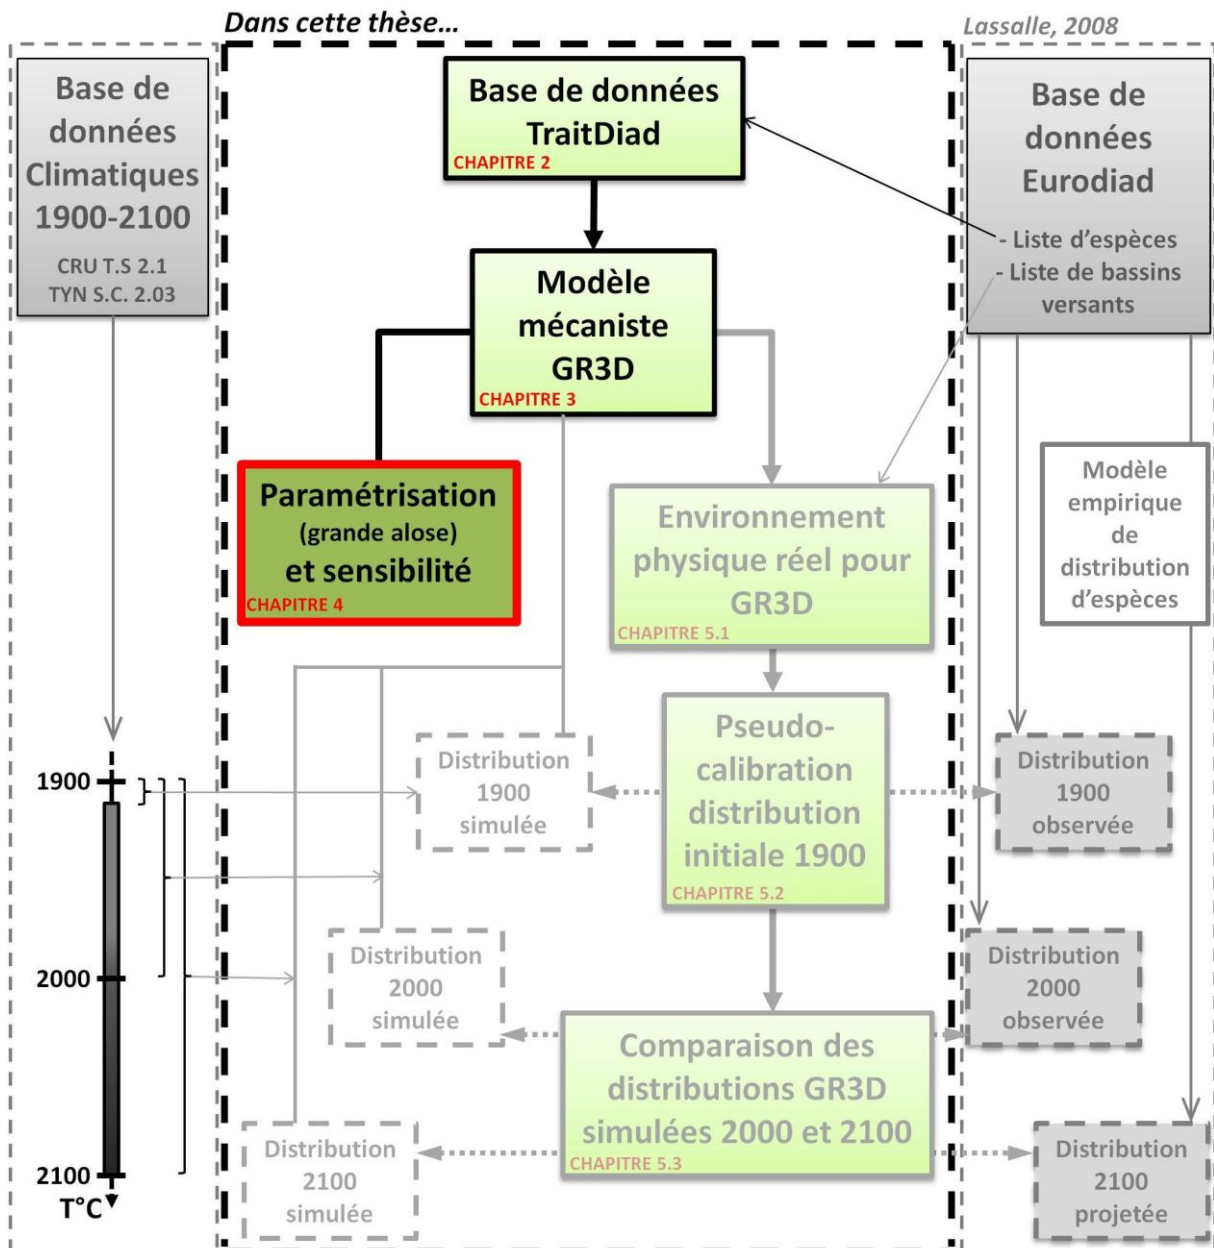 Dans cette thèse...
Lassalle, 2008
Base de
données
Climatiques
1900-2100
CRU T.S 2.1
TYN S.C. 2.03
Base de données
TraitDiad
CHAPITRE 2
Base de
données
Eurodiad
- Liste d'espèces
- Liste de bassins
versants
Modèle
mécaniste
GR3D
CHAPITRE 3
Paramétrisation
(grande alose)
et sensibilité
CHAPITRE 4
Environnement
physique réel pour
GR3D
CHAPITRE 5.1
Modèle
empirique
de
distribution
d'espèces
Pseudo-
calibration
distribution
initiale 1900
CHAPITRE 5.2
Distribution
1900
simulée
Distribution
1900
observée
1900
2000
2100
T°C
Distribution
2000
simulée
Distribution
2000
observée
Comparaison des
distributions GR3D
simulées 2000 et 2100
CHAPITRE 5.3
Distribution
2100
simulée
Distribution
2100
projetée